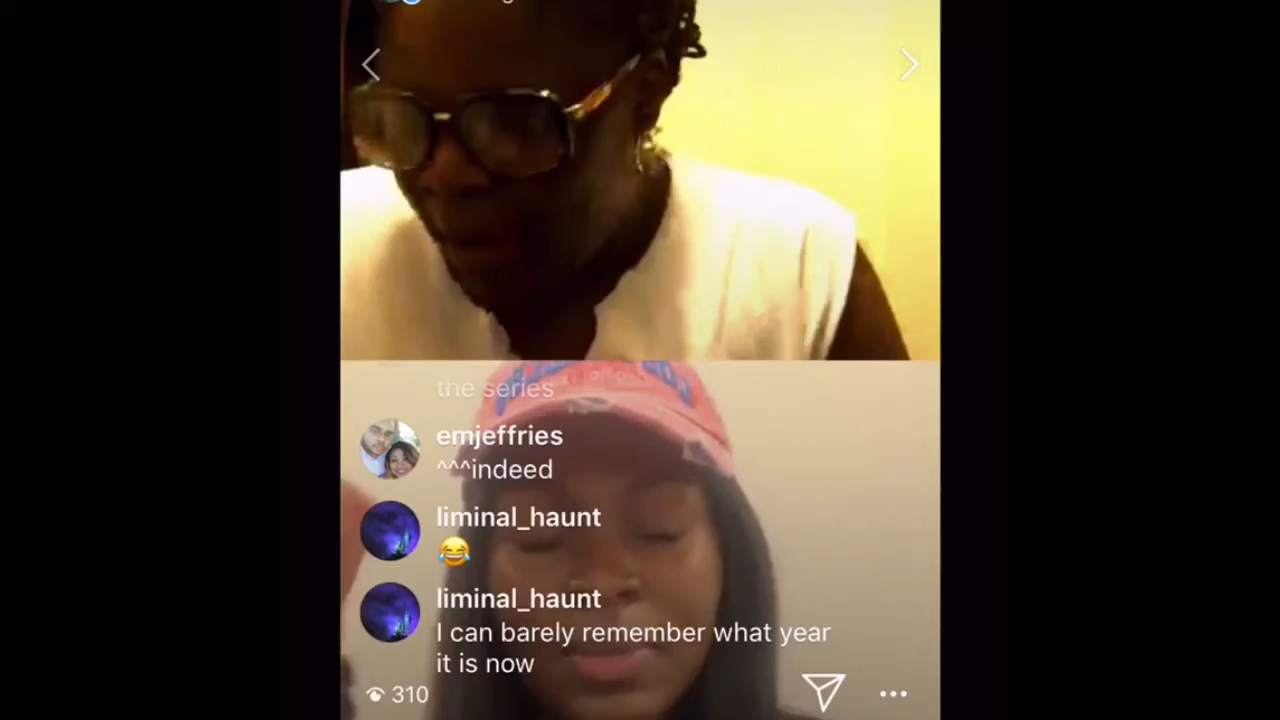 the series
emjeffries
^^^indeed
liminal_haunt
😂
liminal_haunt
I can barely remember what year
it is now
310